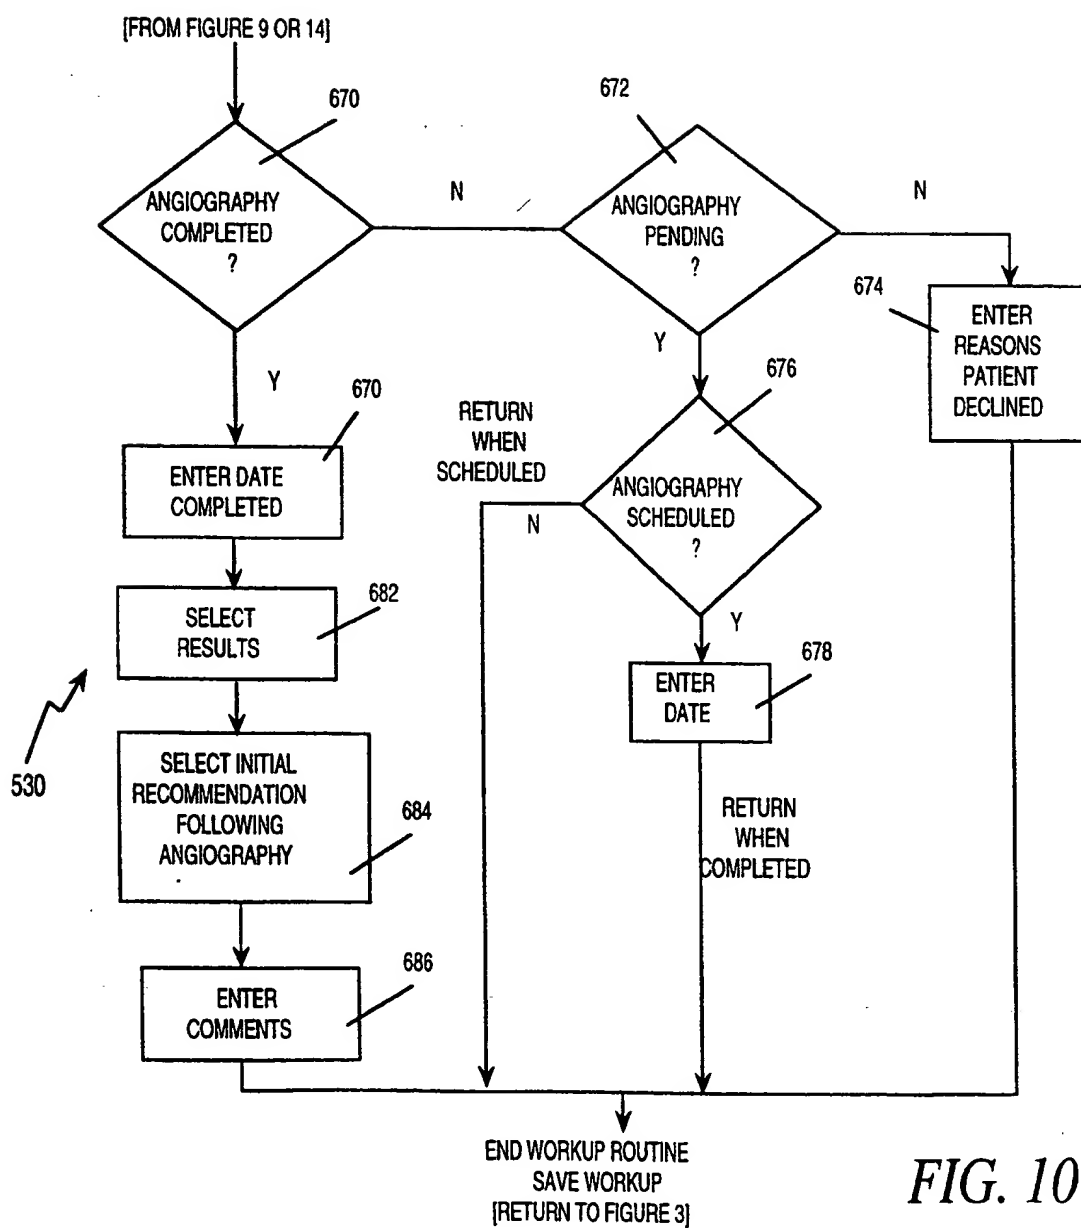 [FROM FIGURE 9 OR 14]
670
ANGIOGRAPHY
COMPLETED
?
N
672
ANGIOGRAPHY
PENDING
?
N
674
ENTER
REASONS
PATIENT
DECLINED
Y
670
ENTER DATE
COMPLETED
Y
676
RETURN
WHEN
SCHEDULED
N
ANGIOGRAPHY
SCHEDULED
?
682
SELECT
RESULTS
Y
678
ENTER
DATE
530
SELECT INITIAL
RECOMMENDATION
FOLLOWING
ANGIOGRAPHY
684
RETURN
WHEN
COMPLETED
686
ENTER
COMMENTS
END WORKUP ROUTINE
SAVE WORKUP
[RETURN TO FIGURE 3]
FIG. 10